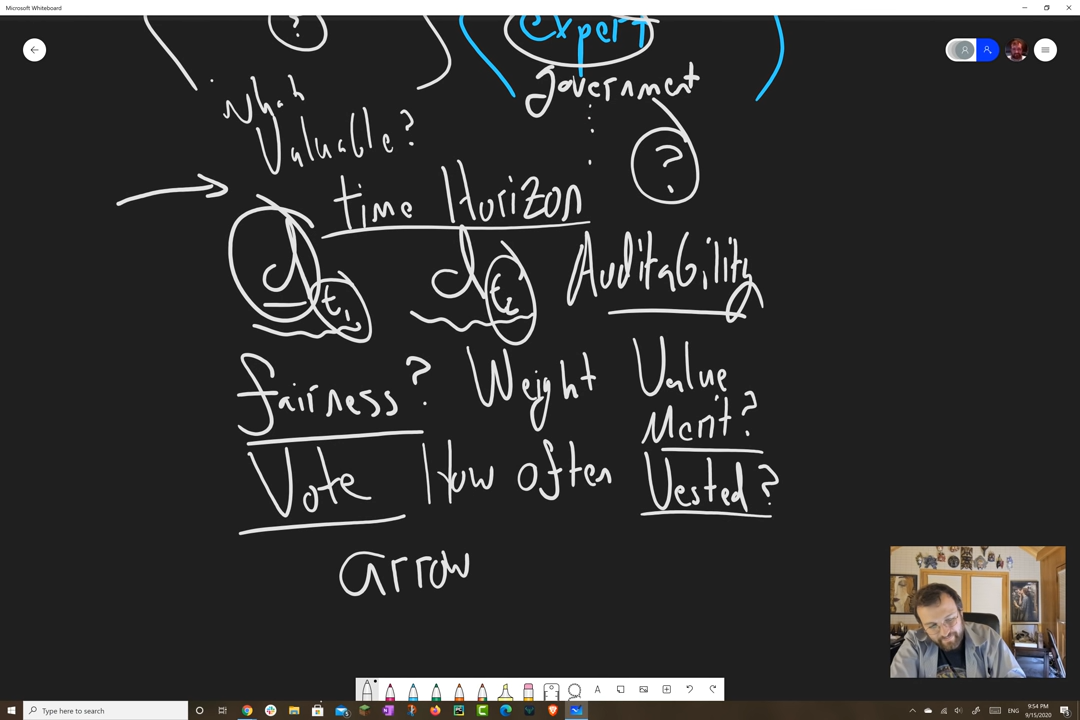 Microsoft Whiteboard
?
expert
government
what
Valuable?
?
time Horizon
d t1
d t2
Auditability
fairness?
Weight
Value
Merit?
Vote
How often
Vested?
arrow
Type here to search
9:54 PM
9/15/2020